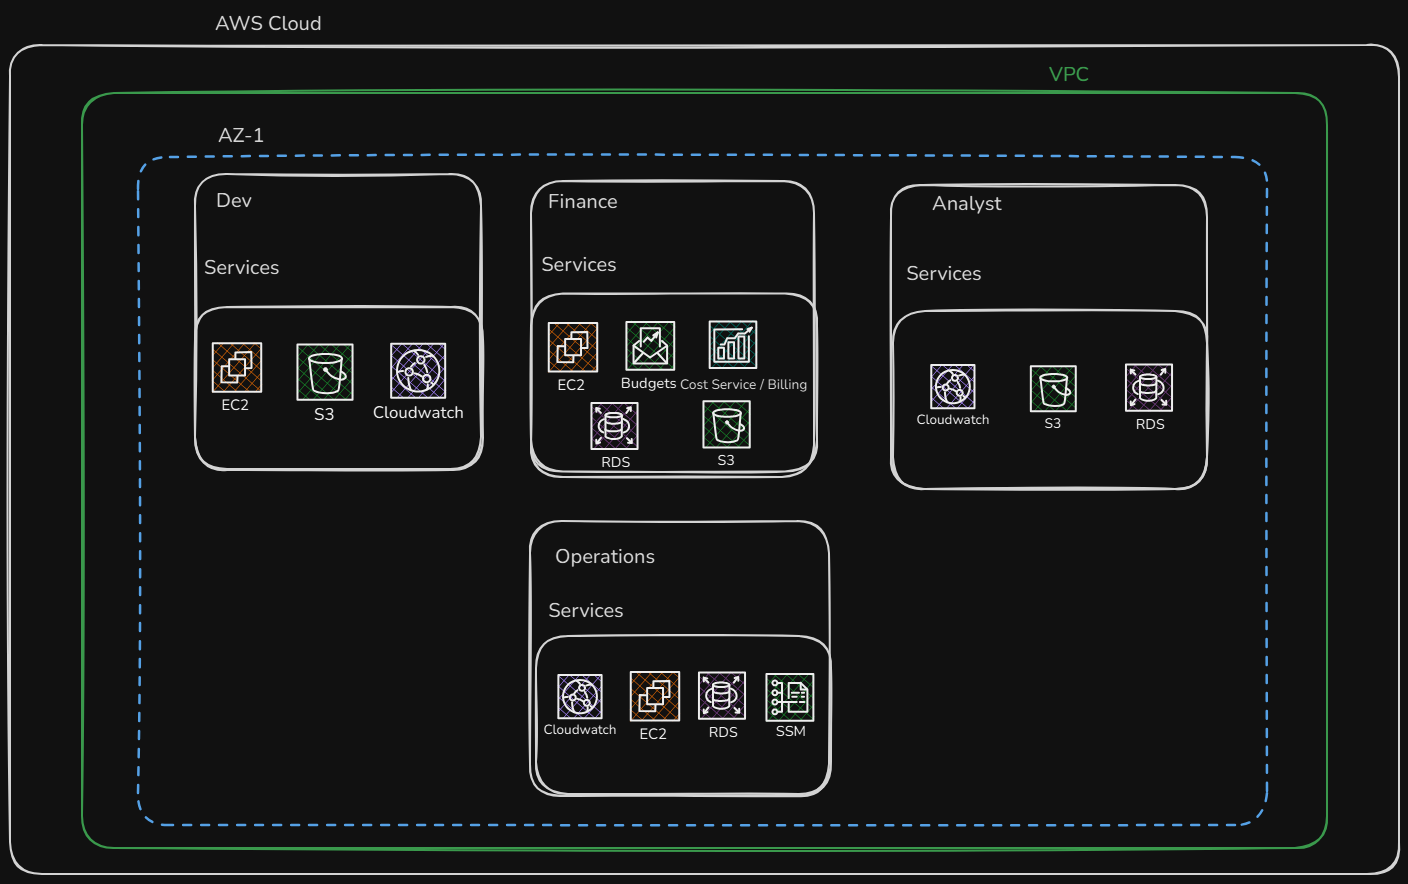 AWS Cloud
VPC
AZ-1
Dev
Services
EC2
S3
Cloudwatch
Finance
Services
EC2
Budgets
Cost Service / Billing
RDS
S3
Analyst
Services
Cloudwatch
S3
RDS
Operations
Services
Cloudwatch
EC2
RDS
SSM